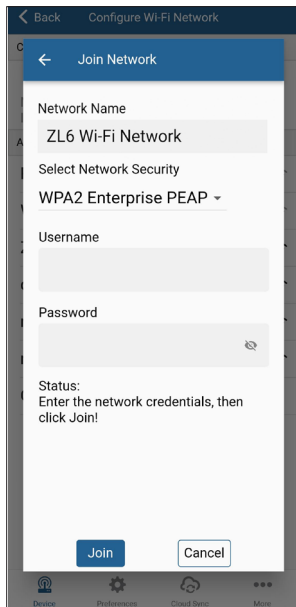 Back Configure Wi-Fi Network
Join Network
Network Name
ZL6 Wi-Fi Network
Select Network Security
WPA2 Enterprise PEAP
Username
Password
Status:
Enter the network credentials, then
click Join!
Join Cancel
Device Preferences Cloud Sync More